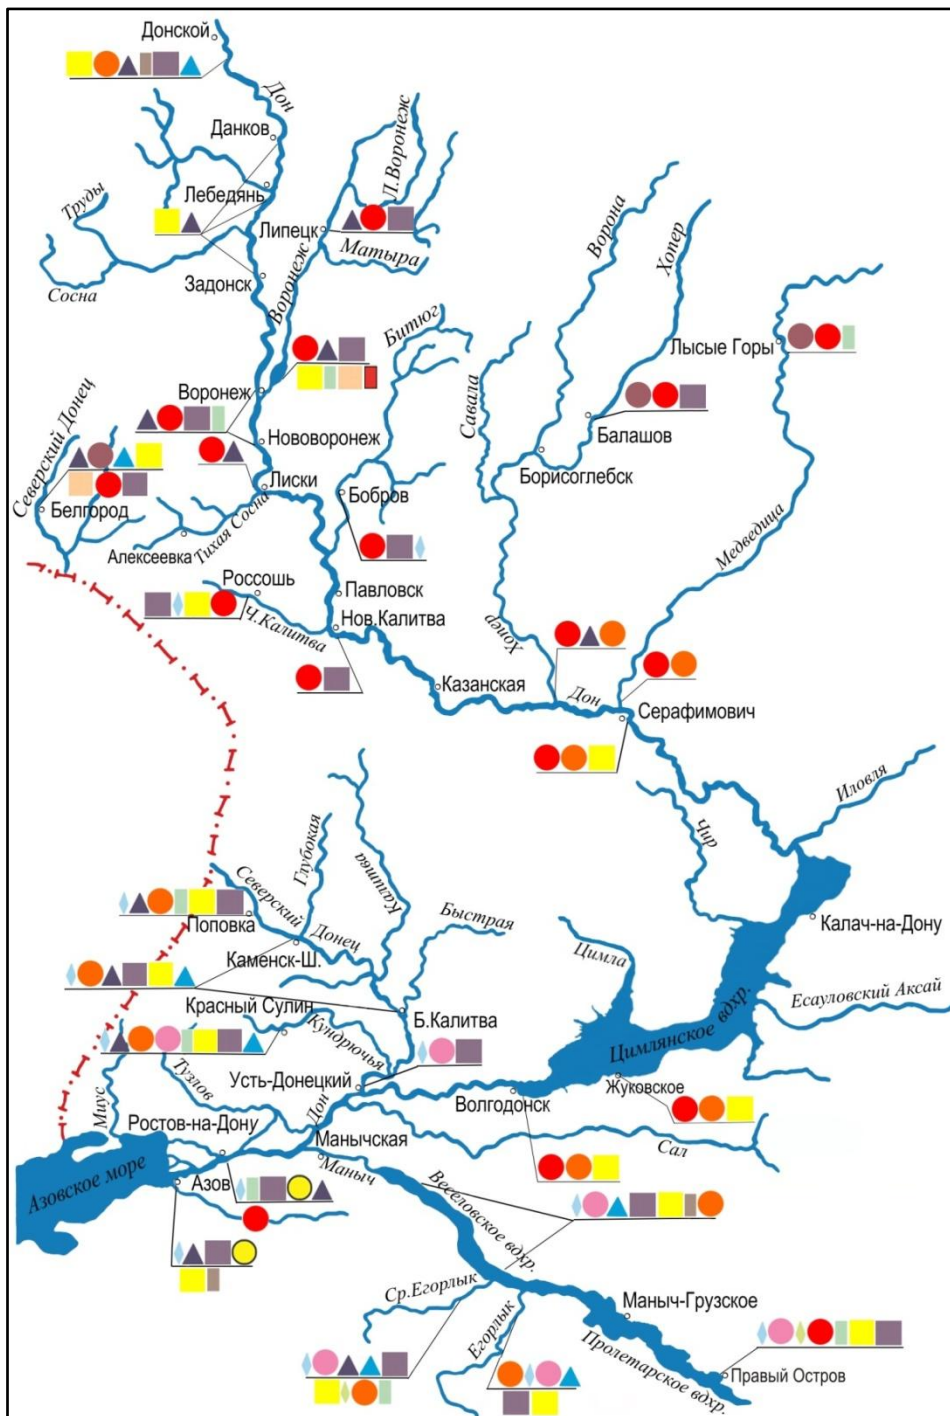 Донской
Дон
Данков
Л.Воронеж
Труды
Лебедянь
Липецк
Матыра
Ворона
Хопер
Сосна
Задонск
Воронеж
Битюг
Лысые Горы
Савала
Воронеж
Балашов
Северский Донец
Нововоронеж
Борисоглебск
Лиски
Бобров
Белгород
Тихая Сосна
Медведица
Алексеевка
Россошь
Павловск
Ч.Калитва
Нов.Калитва
Хопер
Казанская
Дон
Серафимович
Иловля
Чир
Глубокая
Калитва
Северский
Донец
Быстрая
Поповка
Калач-на-Дону
Каменск-Ш.
Цимла
Есауловский Аксай
Красный Сулин
Кундрючья
Б.Калитва
Цимлянское вдхр.
Тузлов
Усть-Донецкий
Жуковское
Миус
Дон
Волгодонск
Ростов-на-Дону
Манычская
Сал
Маныч
Азовское море
Азов
Веселовское вдхр.
Ср.Егорлык
Маныч-Грузское
Егорлык
Пролетарское вдхр.
Правый Остров